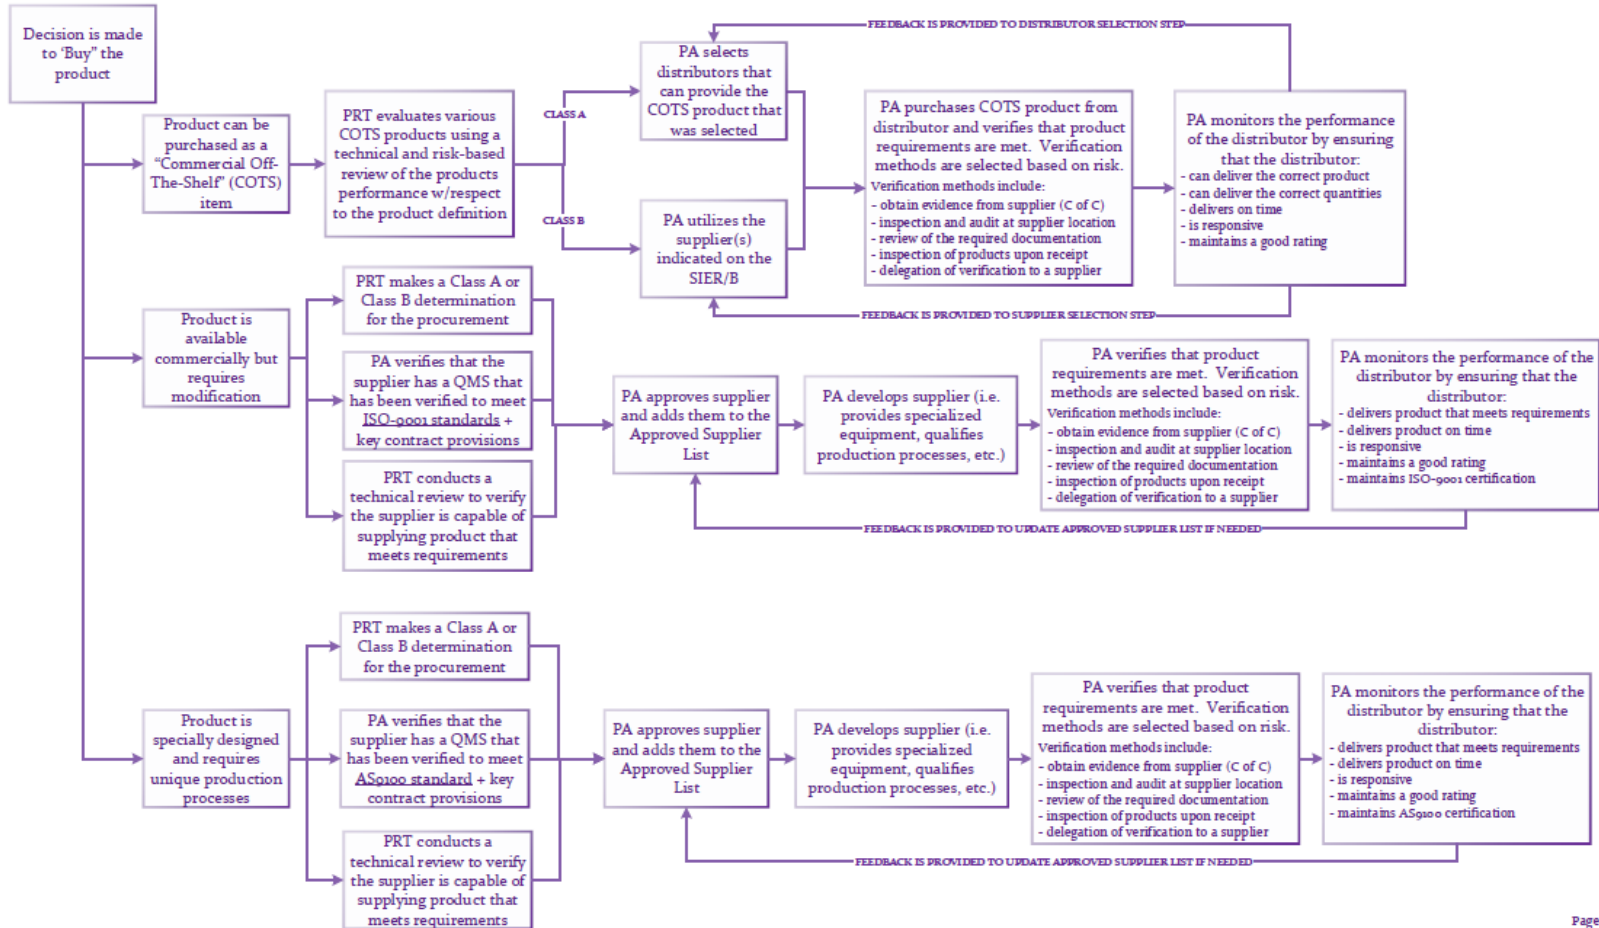 Decision is made
to ‘Buy” the
product
FEEDBACK IS PROVIDED TO DISTRIBUTOR SELECTION STEP
Product can be
purchased as a
“Commercial Off-
The-Shelf” (COTS)
item
PRT evaluates various
COTS products using a
technical and risk-based
review of the products
performance w/respect
to the product definition
CLASS A
CLASS B
PA selects
distributors that
can provide the
COTS product that
was selected
PA utilizes the
supplier(s)
indicated on the
SIER/B
PA purchases COTS product from
distributor and verifies that product
requirements are met.  Verification
methods are selected based on risk.
Verification methods include:
- obtain evidence from supplier (C of C)
- inspection and audit at supplier location
- review of the required documentation
- inspection of products upon receipt
- delegation of verification to a supplier
PA monitors the performance
of the distributor by ensuring
that the distributor:
- can deliver the correct product
- can deliver the correct quantities
- delivers on time
- is responsive
- maintains a good rating
FEEDBACK IS PROVIDED TO SUPPLIER SELECTION STEP
Product is
available
commercially but
requires
modification
PRT makes a Class A or
Class B determination
for the procurement
PA verifies that the
supplier has a QMS that
has been verified to meet
ISO-9001 standards +
key contract provisions
PRT conducts a
technical review to verify
the supplier is capable of
supplying product that
meets requirements
PA approves supplier
and adds them to the
Approved Supplier
List
PA develops supplier (i.e.
provides specialized
equipment, qualifies
production processes, etc.)
PA verifies that product
requirements are met.  Verification
methods are selected based on risk.
Verification methods include:
- obtain evidence from supplier (C of C)
- inspection and audit at supplier location
- review of the required documentation
- inspection of products upon receipt
- delegation of verification to a supplier
PA monitors the performance of the
distributor by ensuring that the
distributor:
- delivers product that meets requirements
- delivers product on time
- is responsive
- maintains a good rating
- maintains ISO-9001 certification
FEEDBACK IS PROVIDED TO UPDATE APPROVED SUPPLIER LIST IF NEEDED
Product is
specially designed
and requires
unique production
processes
PRT makes a Class A or
Class B determination
for the procurement
PA verifies that the
supplier has a QMS that
has been verified to meet
AS9100 standard + key
contract provisions
PRT conducts a
technical review to verify
the supplier is capable of
supplying product that
meets requirements
PA approves supplier
and adds them to the
Approved Supplier
List
PA develops supplier (i.e.
provides specialized
equipment, qualifies
production processes, etc.)
PA verifies that product
requirements are met.  Verification
methods are selected based on risk.
Verification methods include:
- obtain evidence from supplier (C of C)
- inspection and audit at supplier location
- review of the required documentation
- inspection of products upon receipt
- delegation of verification to a supplier
PA monitors the performance of the
distributor by ensuring that the
distributor:
- delivers product that meets requirements
- delivers product on time
- is responsive
- maintains a good rating
- maintains AS9100 certification
FEEDBACK IS PROVIDED TO UPDATE APPROVED SUPPLIER LIST IF NEEDED
Page